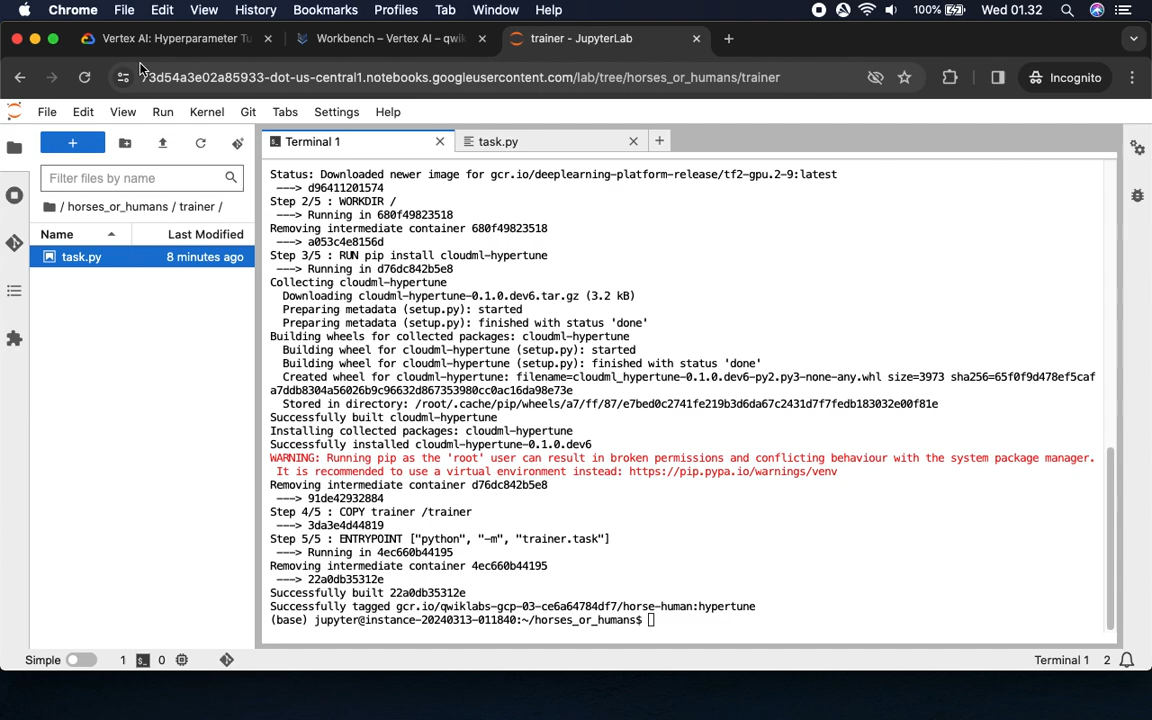 Chrome File Edit View History Bookmarks Profiles Tab Window Help 100% Wed 01.32
Vertex AI: Hyperparameter Tu
Workbench – Vertex AI – qwik
trainer - JupyterLab
73d54a3e02a85933-dot-us-central1.notebooks.googleusercontent.com/lab/tree/horses_or_humans/trainer
Incognito
File Edit View Run Kernel Git Tabs Settings Help
+
Filter files by name
/ horses_or_humans / trainer /
Name Last Modified
task.py 8 minutes ago
Terminal 1
task.py
Status: Downloaded newer image for gcr.io/deeplearning-platform-release/tf2-gpu.2-9:latest
---> d96411201574
Step 2/5 : WORKDIR /
---> Running in 680f49823518
Removing intermediate container 680f49823518
---> a053c4e8156d
Step 3/5 : RUN pip install cloudml-hypertune
---> Running in d76dc842b5e8
Collecting cloudml-hypertune
Downloading cloudml-hypertune-0.1.0.dev6.tar.gz (3.2 kB)
Preparing metadata (setup.py): started
Preparing metadata (setup.py): finished with status 'done'
Building wheels for collected packages: cloudml-hypertune
Building wheel for cloudml-hypertune (setup.py): started
Building wheel for cloudml-hypertune (setup.py): finished with status 'done'
Created wheel for cloudml-hypertune: filename=cloudml_hypertune-0.1.0.dev6-py2.py3-none-any.whl size=3973 sha256=65f0f9d478ef5caf
a7ddb8304a56026b9c96632d867353980cc0ac16da98e73e
Stored in directory: /root/.cache/pip/wheels/a7/ff/87/e7bed0c2741fe219b3d6da67c2431d7f7fedb183032e00f81e
Successfully built cloudml-hypertune
Installing collected packages: cloudml-hypertune
Successfully installed cloudml-hypertune-0.1.0.dev6
WARNING: Running pip as the 'root' user can result in broken permissions and conflicting behaviour with the system package manager.
It is recommended to use a virtual environment instead: https://pip.pypa.io/warnings/venv
Removing intermediate container d76dc842b5e8
---> 91de42932884
Step 4/5 : COPY trainer /trainer
---> 3da3e4d44819
Step 5/5 : ENTRYPOINT ["python", "-m", "trainer.task"]
---> Running in 4ec660b44195
Removing intermediate container 4ec660b44195
---> 22a0db35312e
Successfully built 22a0db35312e
Successfully tagged gcr.io/qwiklabs-gcp-03-ce6a64784df7/horse-human:hypertune
(base) jupyter@instance-20240313-011840:~/horses_or_humans$
Simple 1 0 Terminal 1 2